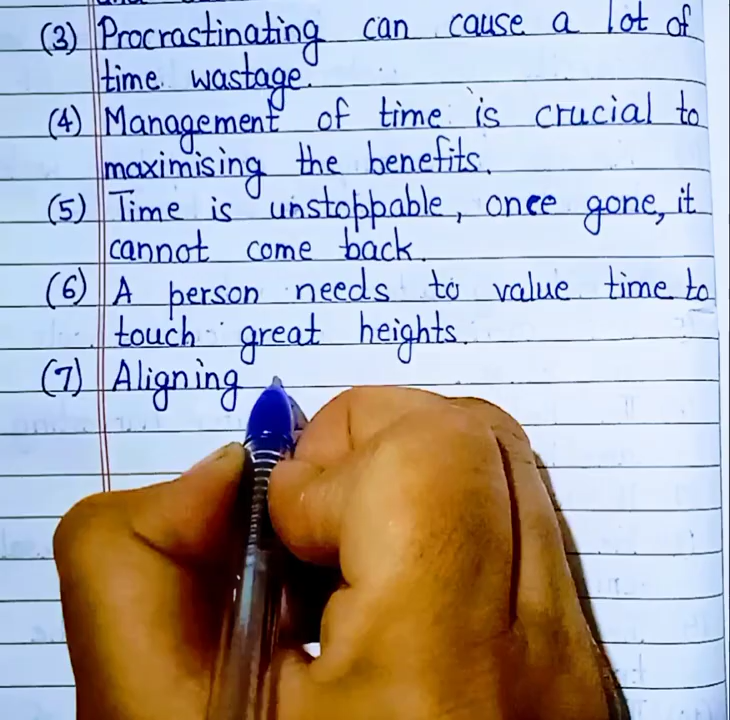 (3) Procrastinating can cause a lot of
time wastage.
(4) Management of time is crucial to
maximising the benefits.
(5) Time is unstoppable, once gone, it
cannot come back.
(6) A person needs to value time to
touch great heights.
(7) Aligning